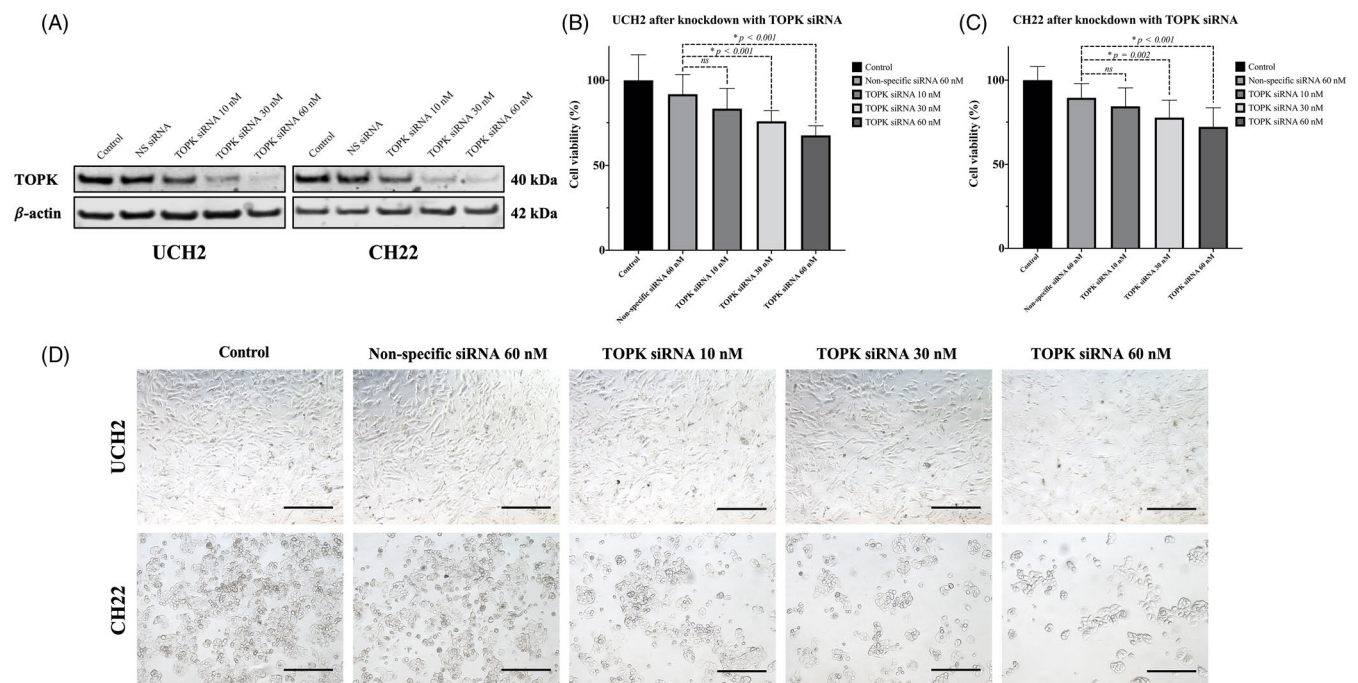 (A)
Control
NS siRNA
TOPK siRNA 10 nM
TOPK siRNA 30 nM
TOPK siRNA 60 nM
Control
NS siRNA
TOPK siRNA 10 nM
TOPK siRNA 30 nM
TOPK siRNA 60 nM
TOPK
40 kDa
β-actin
42 kDa
UCH2
CH22
(B)
UCH2 after knockdown with TOPK siRNA
* p < 0.001
* p < 0.001
ns
Cell viability (%)
100
50
0
Control
Non-specific siRNA 60 nM
TOPK siRNA 10 nM
TOPK siRNA 30 nM
TOPK siRNA 60 nM
Control
Non-specific siRNA 60 nM
TOPK siRNA 10 nM
TOPK siRNA 30 nM
TOPK siRNA 60 nM
(C)
CH22 after knockdown with TOPK siRNA
* p < 0.001
* p = 0.002
ns
Cell viability (%)
100
50
0
Control
Non-specific siRNA 60 nM
TOPK siRNA 10 nM
TOPK siRNA 30 nM
TOPK siRNA 60 nM
Control
Non-specific siRNA 60 nM
TOPK siRNA 10 nM
TOPK siRNA 30 nM
TOPK siRNA 60 nM
(D)
Control
Non-specific siRNA 60 nM
TOPK siRNA 10 nM
TOPK siRNA 30 nM
TOPK siRNA 60 nM
UCH2
CH22